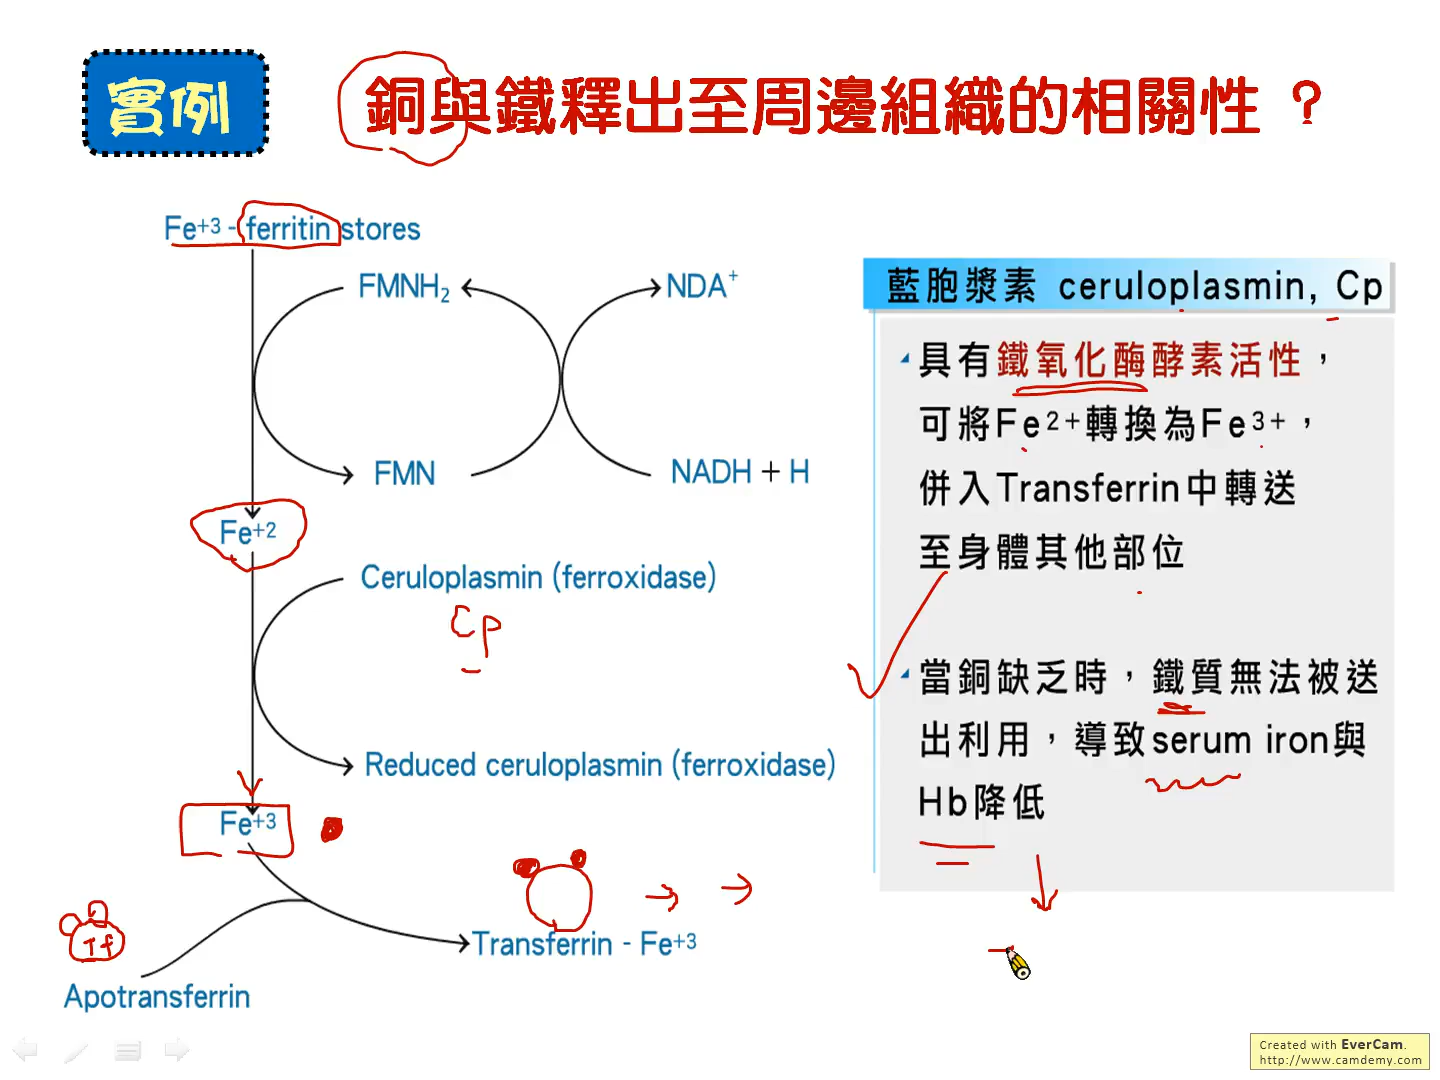 實例
銅與鐵釋出至周邊組織的相關性？
Fe+3 - ferritin stores
FMNH2
NDA+
FMN
NADH + H
Fe+2
Ceruloplasmin (ferroxidase)
Cp
Reduced ceruloplasmin (ferroxidase)
Fe+3
Tf
Transferrin - Fe+3
Apotransferrin
藍胞漿素 ceruloplasmin, Cp
具有鐵氧化酶酵素活性，
可將Fe2+轉換為Fe3+，
併入Transferrin中轉送
至身體其他部位
當銅缺乏時，鐵質無法被送
出利用，導致serum iron與
Hb降低
Created with EverCam.
http://www.camdemy.com